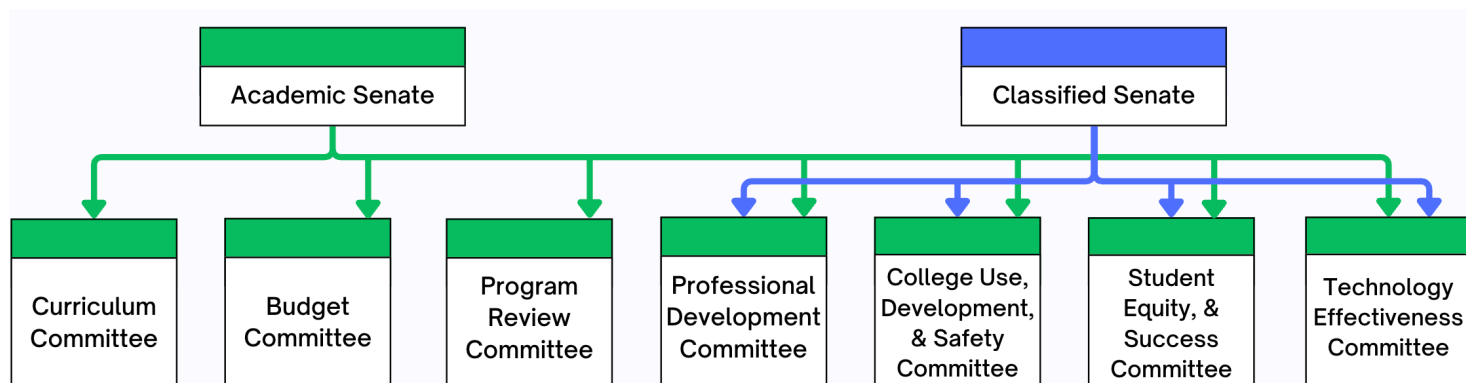 Academic Senate
Classified Senate
Curriculum
Committee
Budget
Committee
Program
Review
Committee
Professional
Development
Committee
College Use,
Development,
& Safety
Committee
Student
Equity, &
Success
Committee
Technology
Effectiveness
Committee